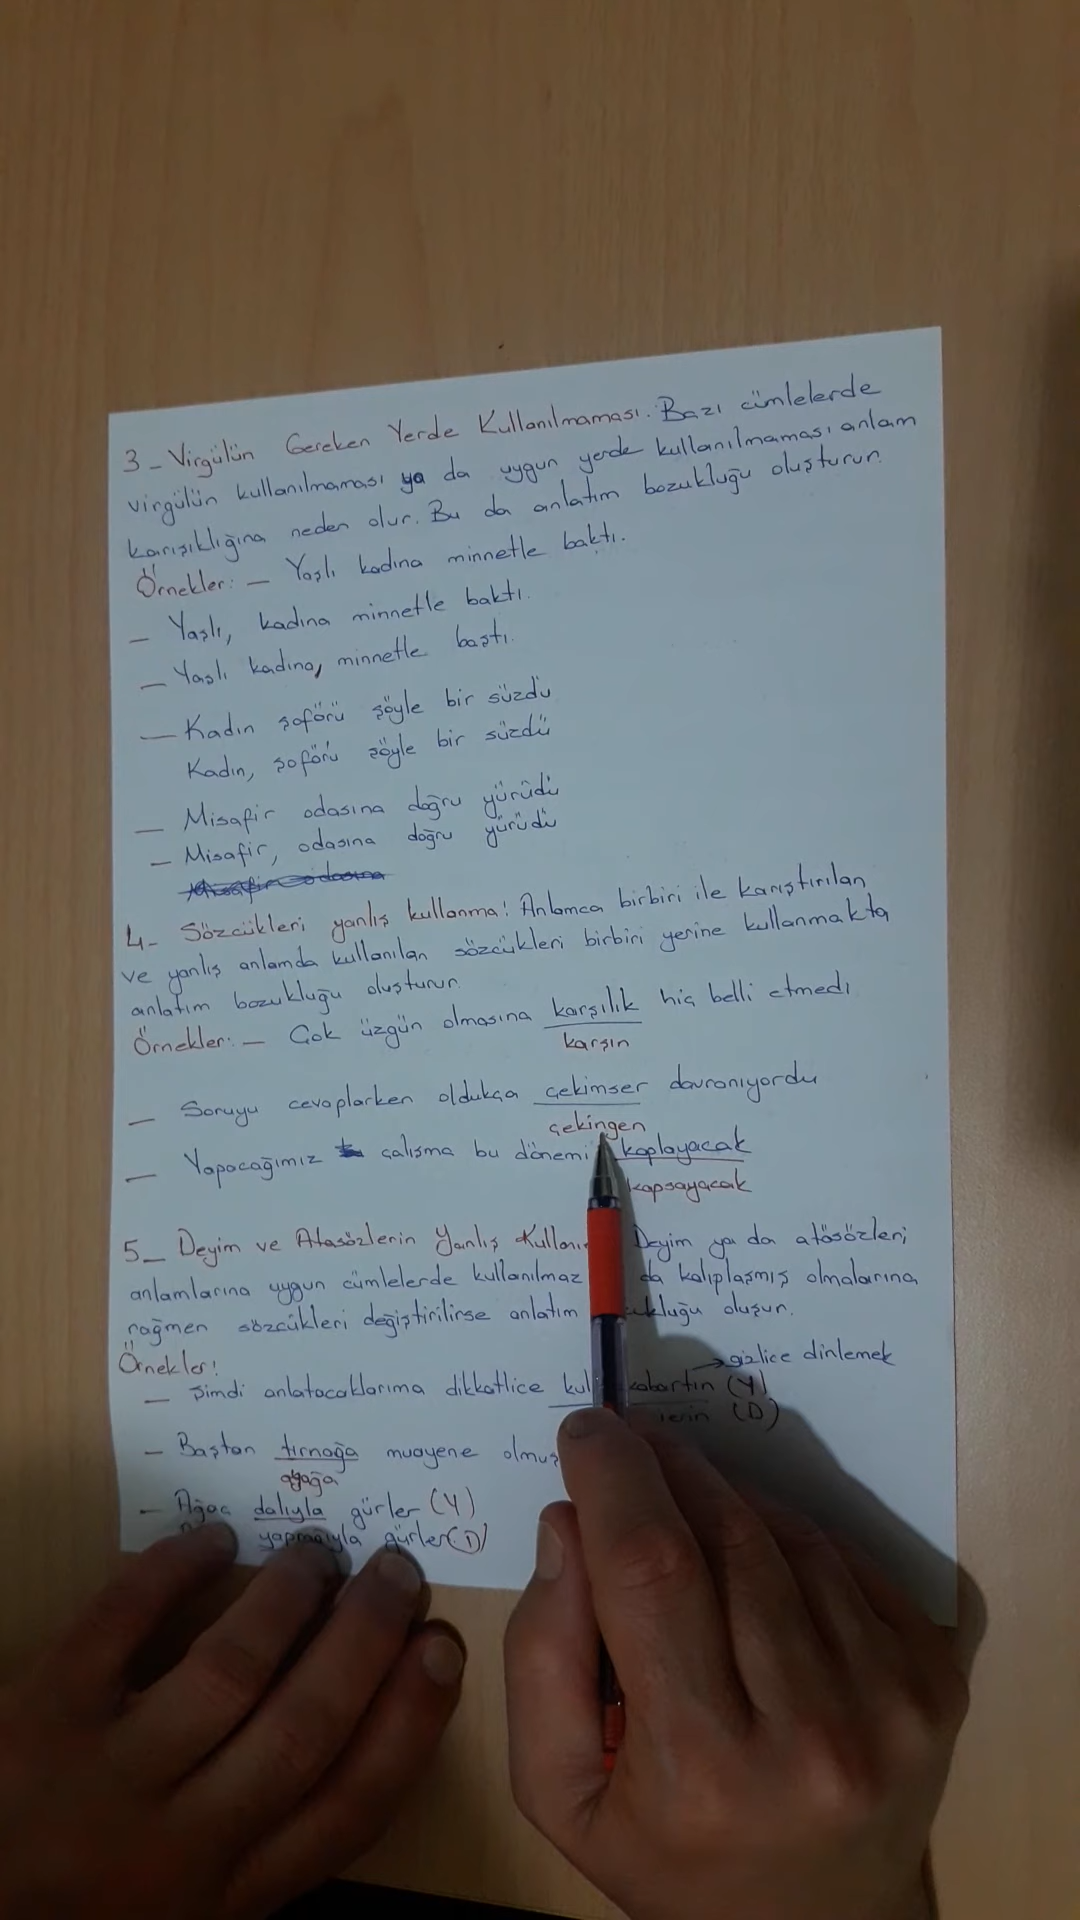 3 - Virgülün Gereken Yerde Kullanılmaması. Bazı cümlelerde
virgülün kullanılmaması ya da uygun yerde kullanılmaması anlam
karışıklığına neden olur. Bu da anlatım bozukluğu oluşturur.
Örnekler: - Yaşlı kadına minnetle baktı.
- Yaşlı, kadına minnetle baktı.
- Yaşlı kadına, minnetle baktı.
- Kadın şoförü şöyle bir süzdü
Kadın, şoförü şöyle bir süzdü
- Misafir odasına doğru yürüdü
- Misafir, odasına doğru yürüdü
4- Sözcükleri yanlış kullanma: Anlamca birbiri ile karıştırılan
ve yanlış anlamda kullanılan sözcükleri birbiri yerine kullanmakta
anlatım bozukluğu oluşturur.
Örnekler: - Çok üzgün olmasına karşılık hiç belli etmedi
karşın
- Soruyu cevaplarken oldukça çekimser davranıyordu
çekingen
- Yapacağımız çalışma bu dönemi kaplayacak
kapsayacak
5- Deyim ve Atasözlerin Yanlış Deyim ya da atasözleri
anlamlarına uygun cümlelerde kullanılmaz da kalıplaşmış olmalarına
rağmen sözcükleri değiştirilirse anlatım oluşur.
Örnekler:
→ gizlice dinlemek
- Şimdi anlatacaklarıma dikkatlice kabartın (Y)
(D)
- Baştan tırnağa muayene
ayağa
- Ağaç dalıyla gürler (Y)
yaprağıyla gürler (D)